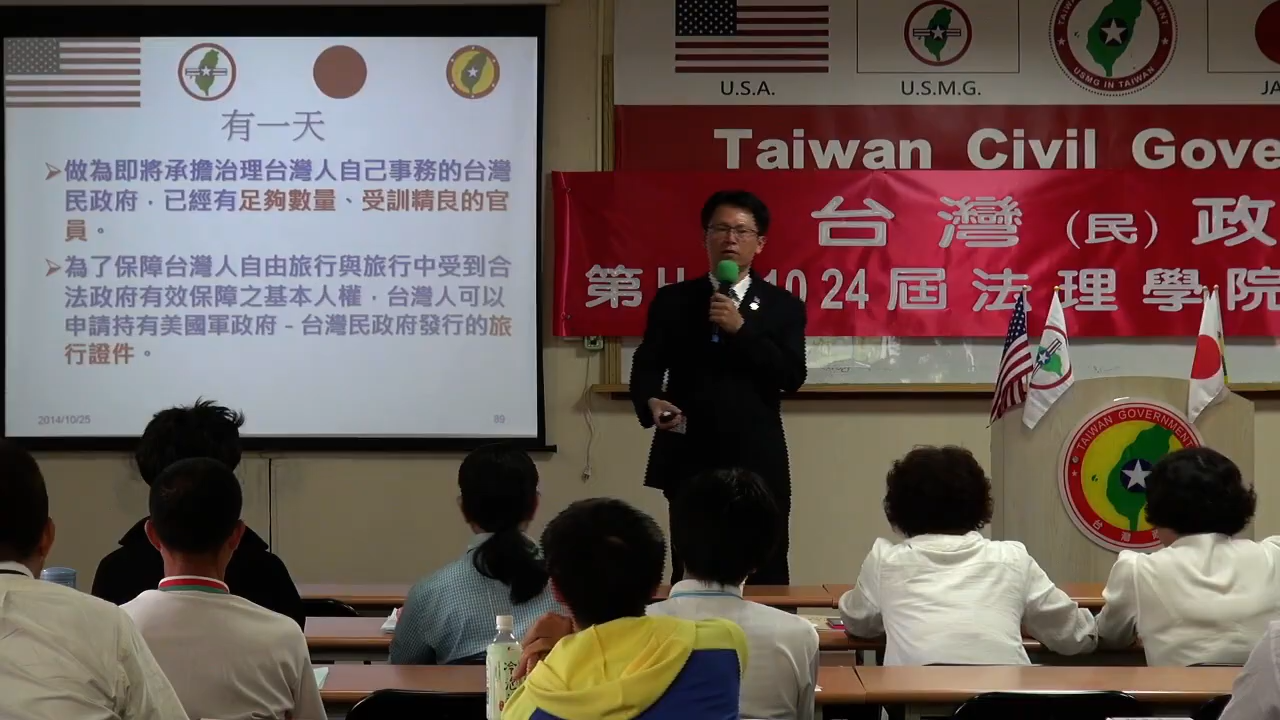 有一天
➢做為即將承擔治理台灣人自己事務的台灣
民政府，已經有足夠數量、受訓精良的官
員。
➢為了保障台灣人自由旅行與旅行中受到合
法政府有效保障之基本人權，台灣人可以
申請持有美國軍政府－台灣民政府發行的旅
行證件。
2014/10/25
89
U.S.A.
U.S.M.G.
USMG IN TAIWAN
JA
Taiwan Civil Gove
台灣（民）政
第
10 24 屆法理學院
TAIWAN GOVERNMENT
台灣